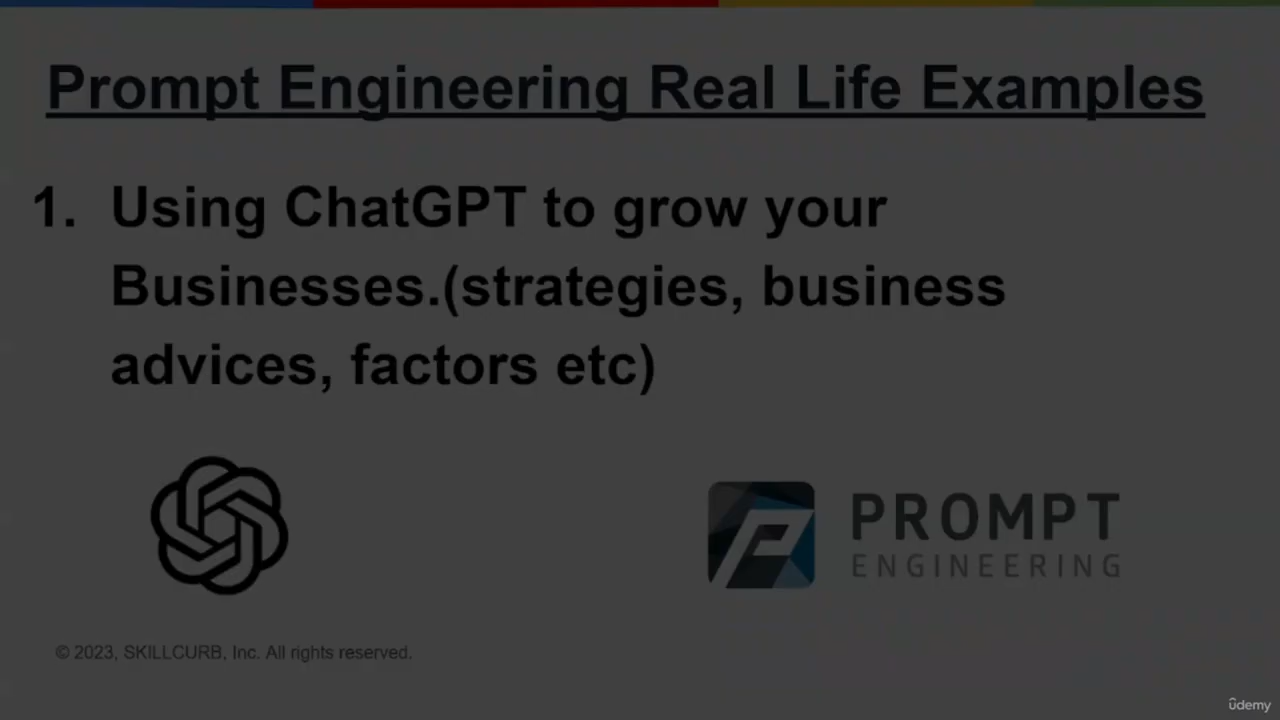 Prompt Engineering Real Life Examples
1. Using ChatGPT to grow your
Businesses.(strategies, business
advices, factors etc)
PROMPT
ENGINEERING
© 2023, SKILLCURB, Inc. All rights reserved.
ûdemy